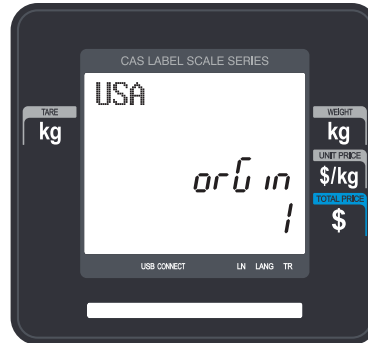 CAS LABEL SCALE SERIES
USA
TARE
kg
WEIGHT
kg
UNIT PRICE
$/kg
orGin
TOTAL PRICE
$
1
USB CONNECT LN LANG TR